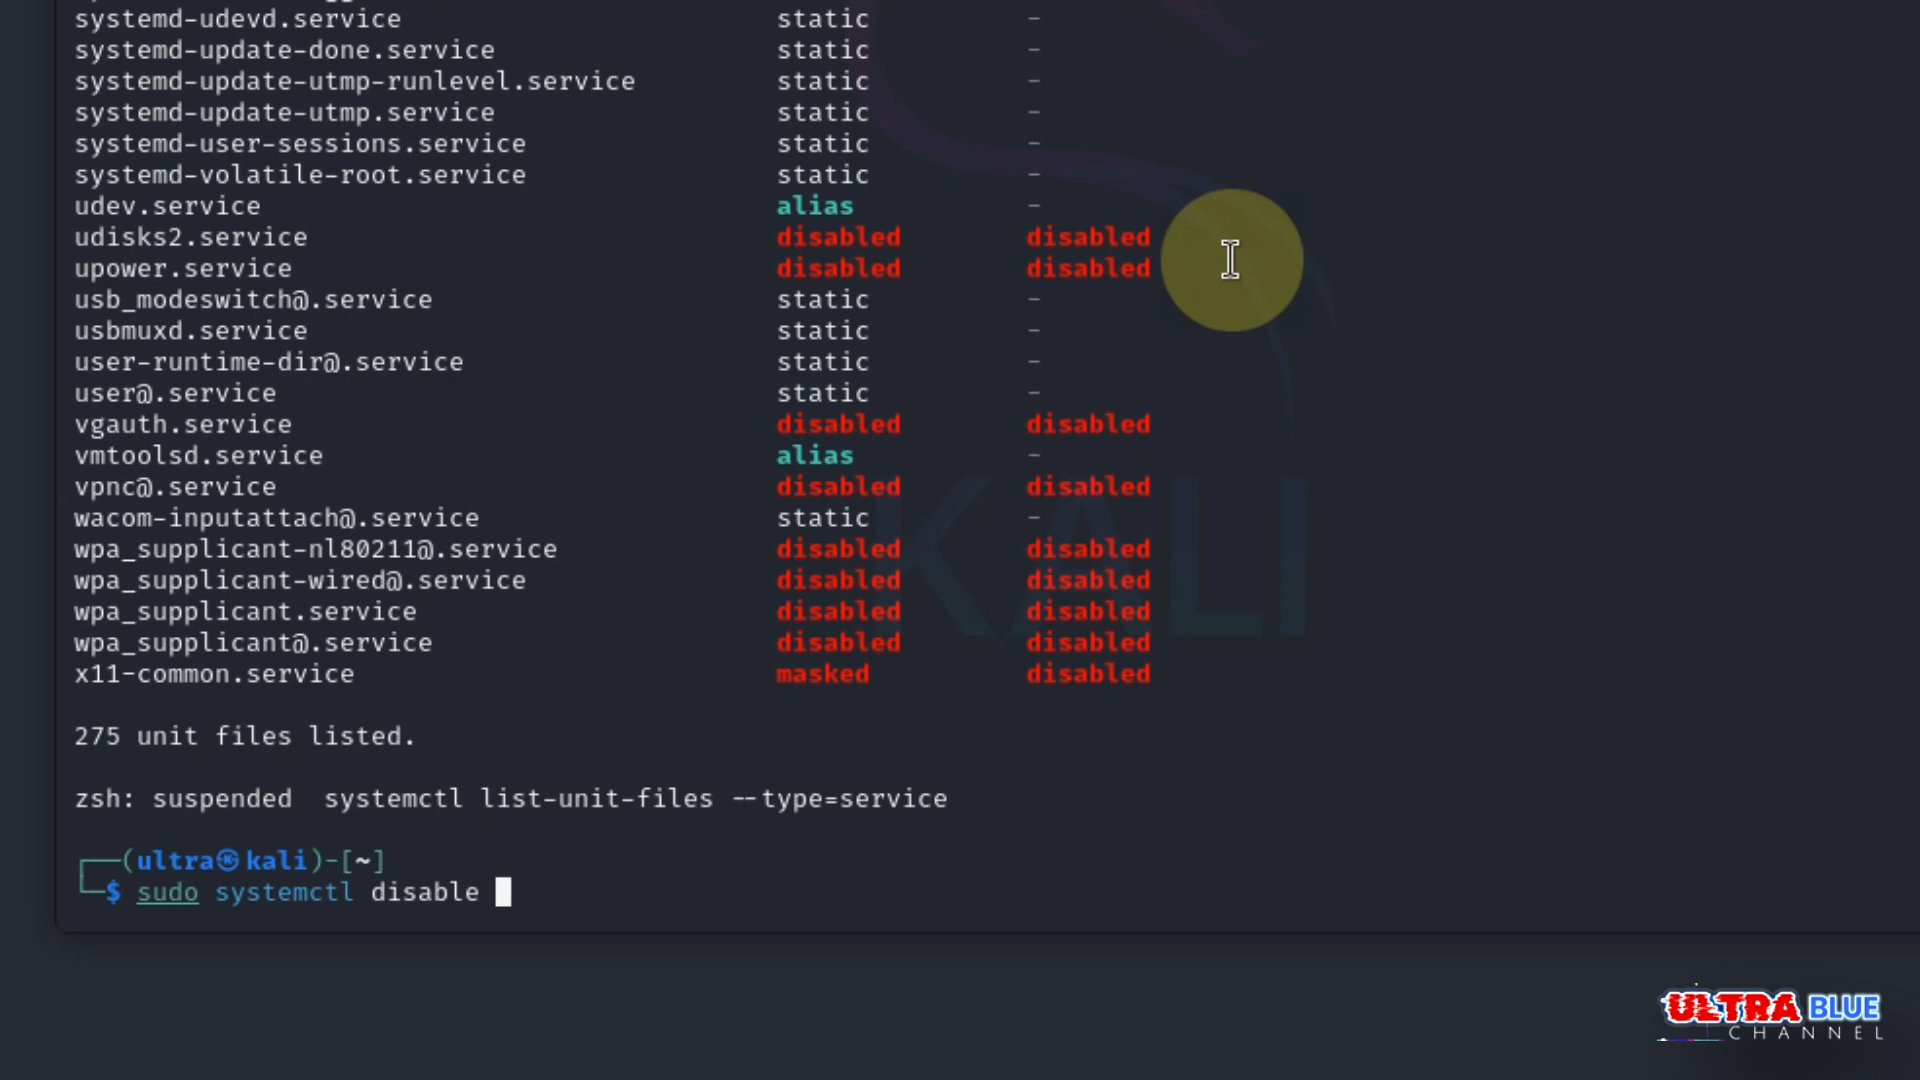 systemd-udevd.service static -
systemd-update-done.service static -
systemd-update-utmp-runlevel.service static -
systemd-update-utmp.service static -
systemd-user-sessions.service static -
systemd-volatile-root.service static -
udev.service alias -
udisks2.service disabled disabled
upower.service disabled disabled
usb_modeswitch@.service static -
usbmuxd.service static -
user-runtime-dir@.service static -
user@.service static -
vgauth.service disabled disabled
vmtoolsd.service alias -
vpnc@.service disabled disabled
wacom-inputattach@.service static -
wpa_supplicant-nl80211@.service disabled disabled
wpa_supplicant-wired@.service disabled disabled
wpa_supplicant.service disabled disabled
wpa_supplicant@.service disabled disabled
x11-common.service masked disabled
KALI
275 unit files listed.
zsh: suspended  systemctl list-unit-files --type=service
┌──(ultra㉿kali)-[~]
└─$ sudo systemctl disable
ULTRA BLUE
CHANNEL